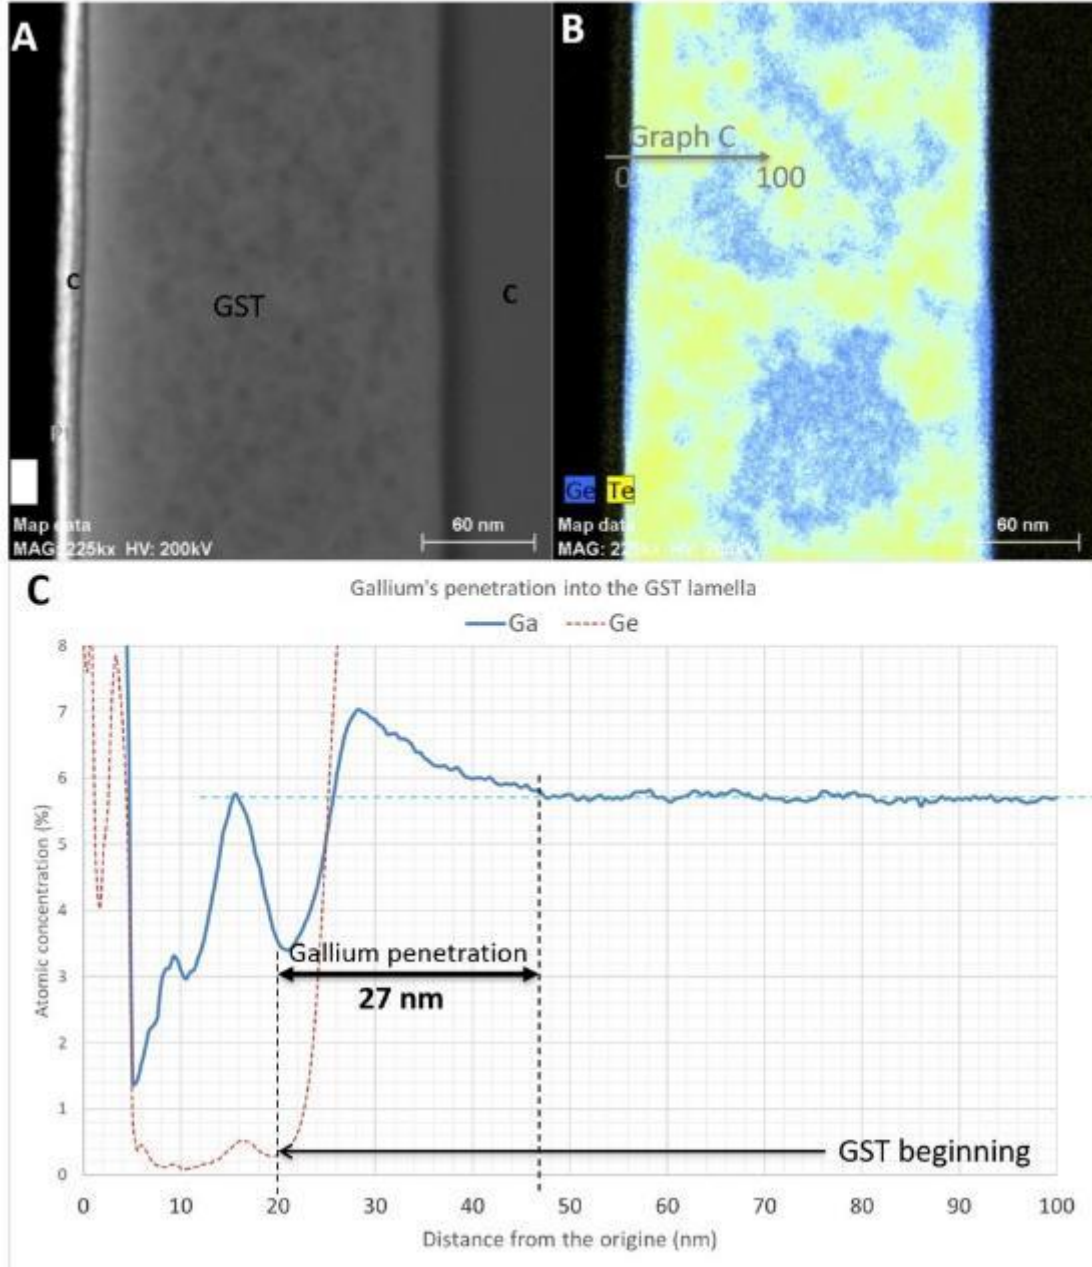 A
C
GST
C
P
Map data
MAG: 225kx HV: 200kV
60 nm
B
Graph C
0
100
Ge Te
Map data
MAG: 22
60 nm
C
Gallium's penetration into the GST lamella
Ga
Ge
Atomic concentration (%)
8
7
6
5
4
3
2
1
0
Gallium penetration
27 nm
GST beginning
0 10 20 30 40 50 60 70 80 90 100
Distance from the origine (nm)